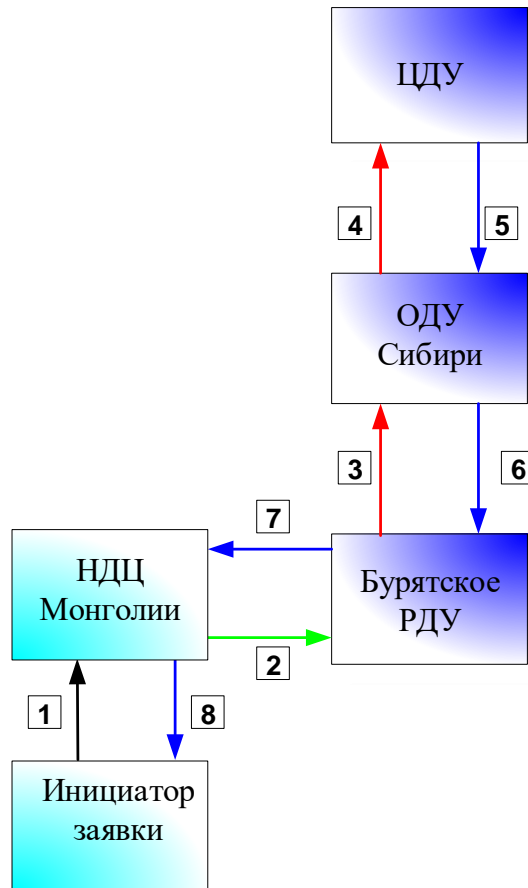 ЦДУ
4
5
ОДУ
Сибири
3
6
7
НДЦ
Монголии
Бурятское
РДУ
2
1
8
Инициатор
заявки